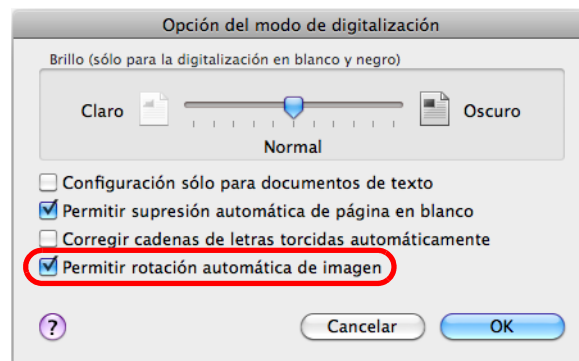 Opción del modo de digitalización
Brillo (sólo para la digitalización en blanco y negro)
Claro Oscuro
Normal
Configuración sólo para documentos de texto
Permitir supresión automática de página en blanco
Corregir cadenas de letras torcidas automáticamente
Permitir rotación automática de imagen
? Cancelar OK